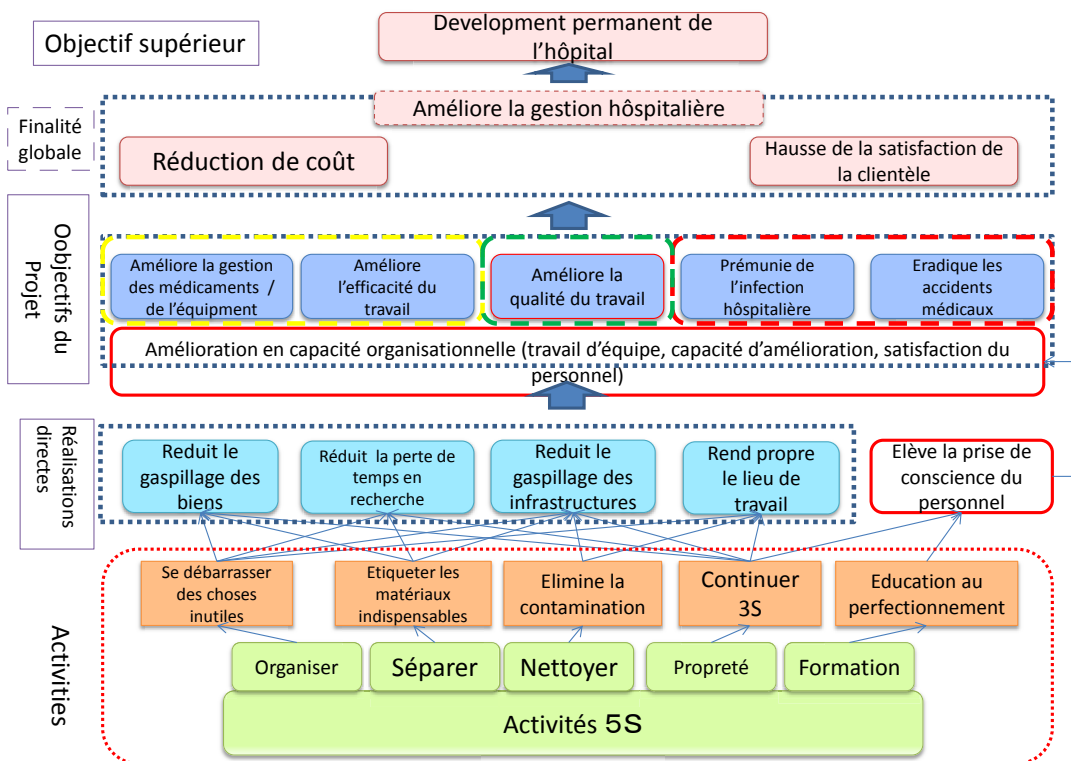 Objectif supérieur
Development permanent de
l'hôpital
Finalité
globale
Améliore la gestion hôspitalière
Réduction de coût
Hausse de la satisfaction de
la clientèle
Oobjectifs du
Projet
Améliore la gestion
des médicaments /
de l'équipment
Améliore
l'efficacité du
travail
Améliore la
qualité du travail
Prémunie de
l'infection
hôspitalière
Eradique les
accidents
médicaux
Amélioration en capacité organisationnelle (travail d'équipe, capacité d'amélioration, satisfaction du
personnel)
Réalisations
directes
Reduit le
gaspillage des
biens
Réduit la perte de
temps en
recherche
Reduit le
gaspillage des
infrastructures
Rend propre
le lieu de
travail
Elève la prise de
conscience du
personnel
Activities
Se débarrasser
des choses
inutiles
Etiqueter les
matériaux
indispensables
Elimine la
contamination
Continuer
3S
Education au
perfectionnement
Organiser
Séparer
Nettoyer
Propreté
Formation
Activités 5S